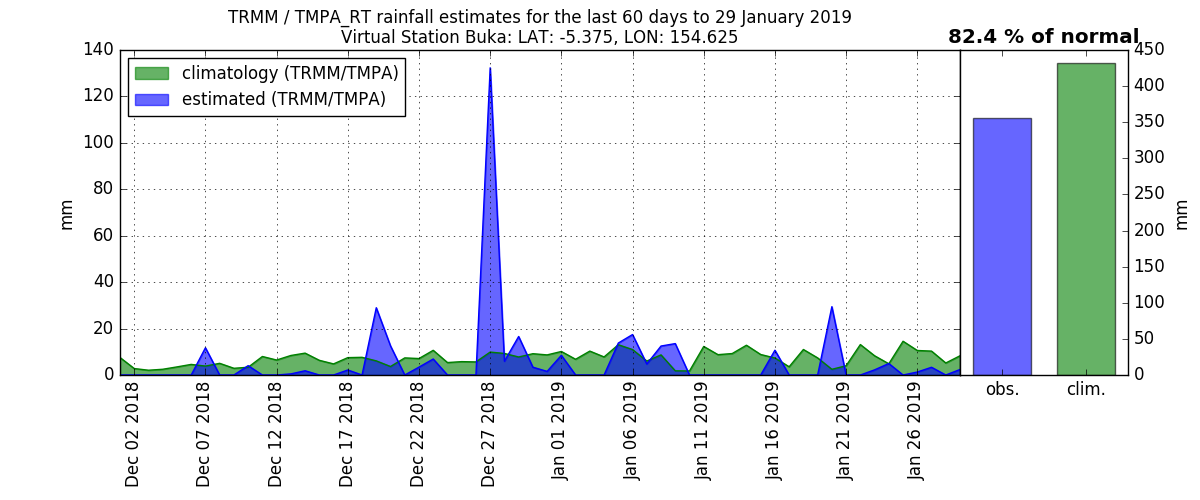 TRMM / TMPA_RT rainfall estimates for the last 60 days to 29 January 2019
Virtual Station Buka: LAT: -5.375, LON: 154.625
82.4 % of normal
climatology (TRMM/TMPA)
estimated (TRMM/TMPA)
140
120
100
80
60
40
20
0
mm
450
400
350
300
250
200
150
100
50
0
mm
Dec 02 2018
Dec 07 2018
Dec 12 2018
Dec 17 2018
Dec 22 2018
Dec 27 2018
Jan 01 2019
Jan 06 2019
Jan 11 2019
Jan 16 2019
Jan 21 2019
Jan 26 2019
obs.
clim.